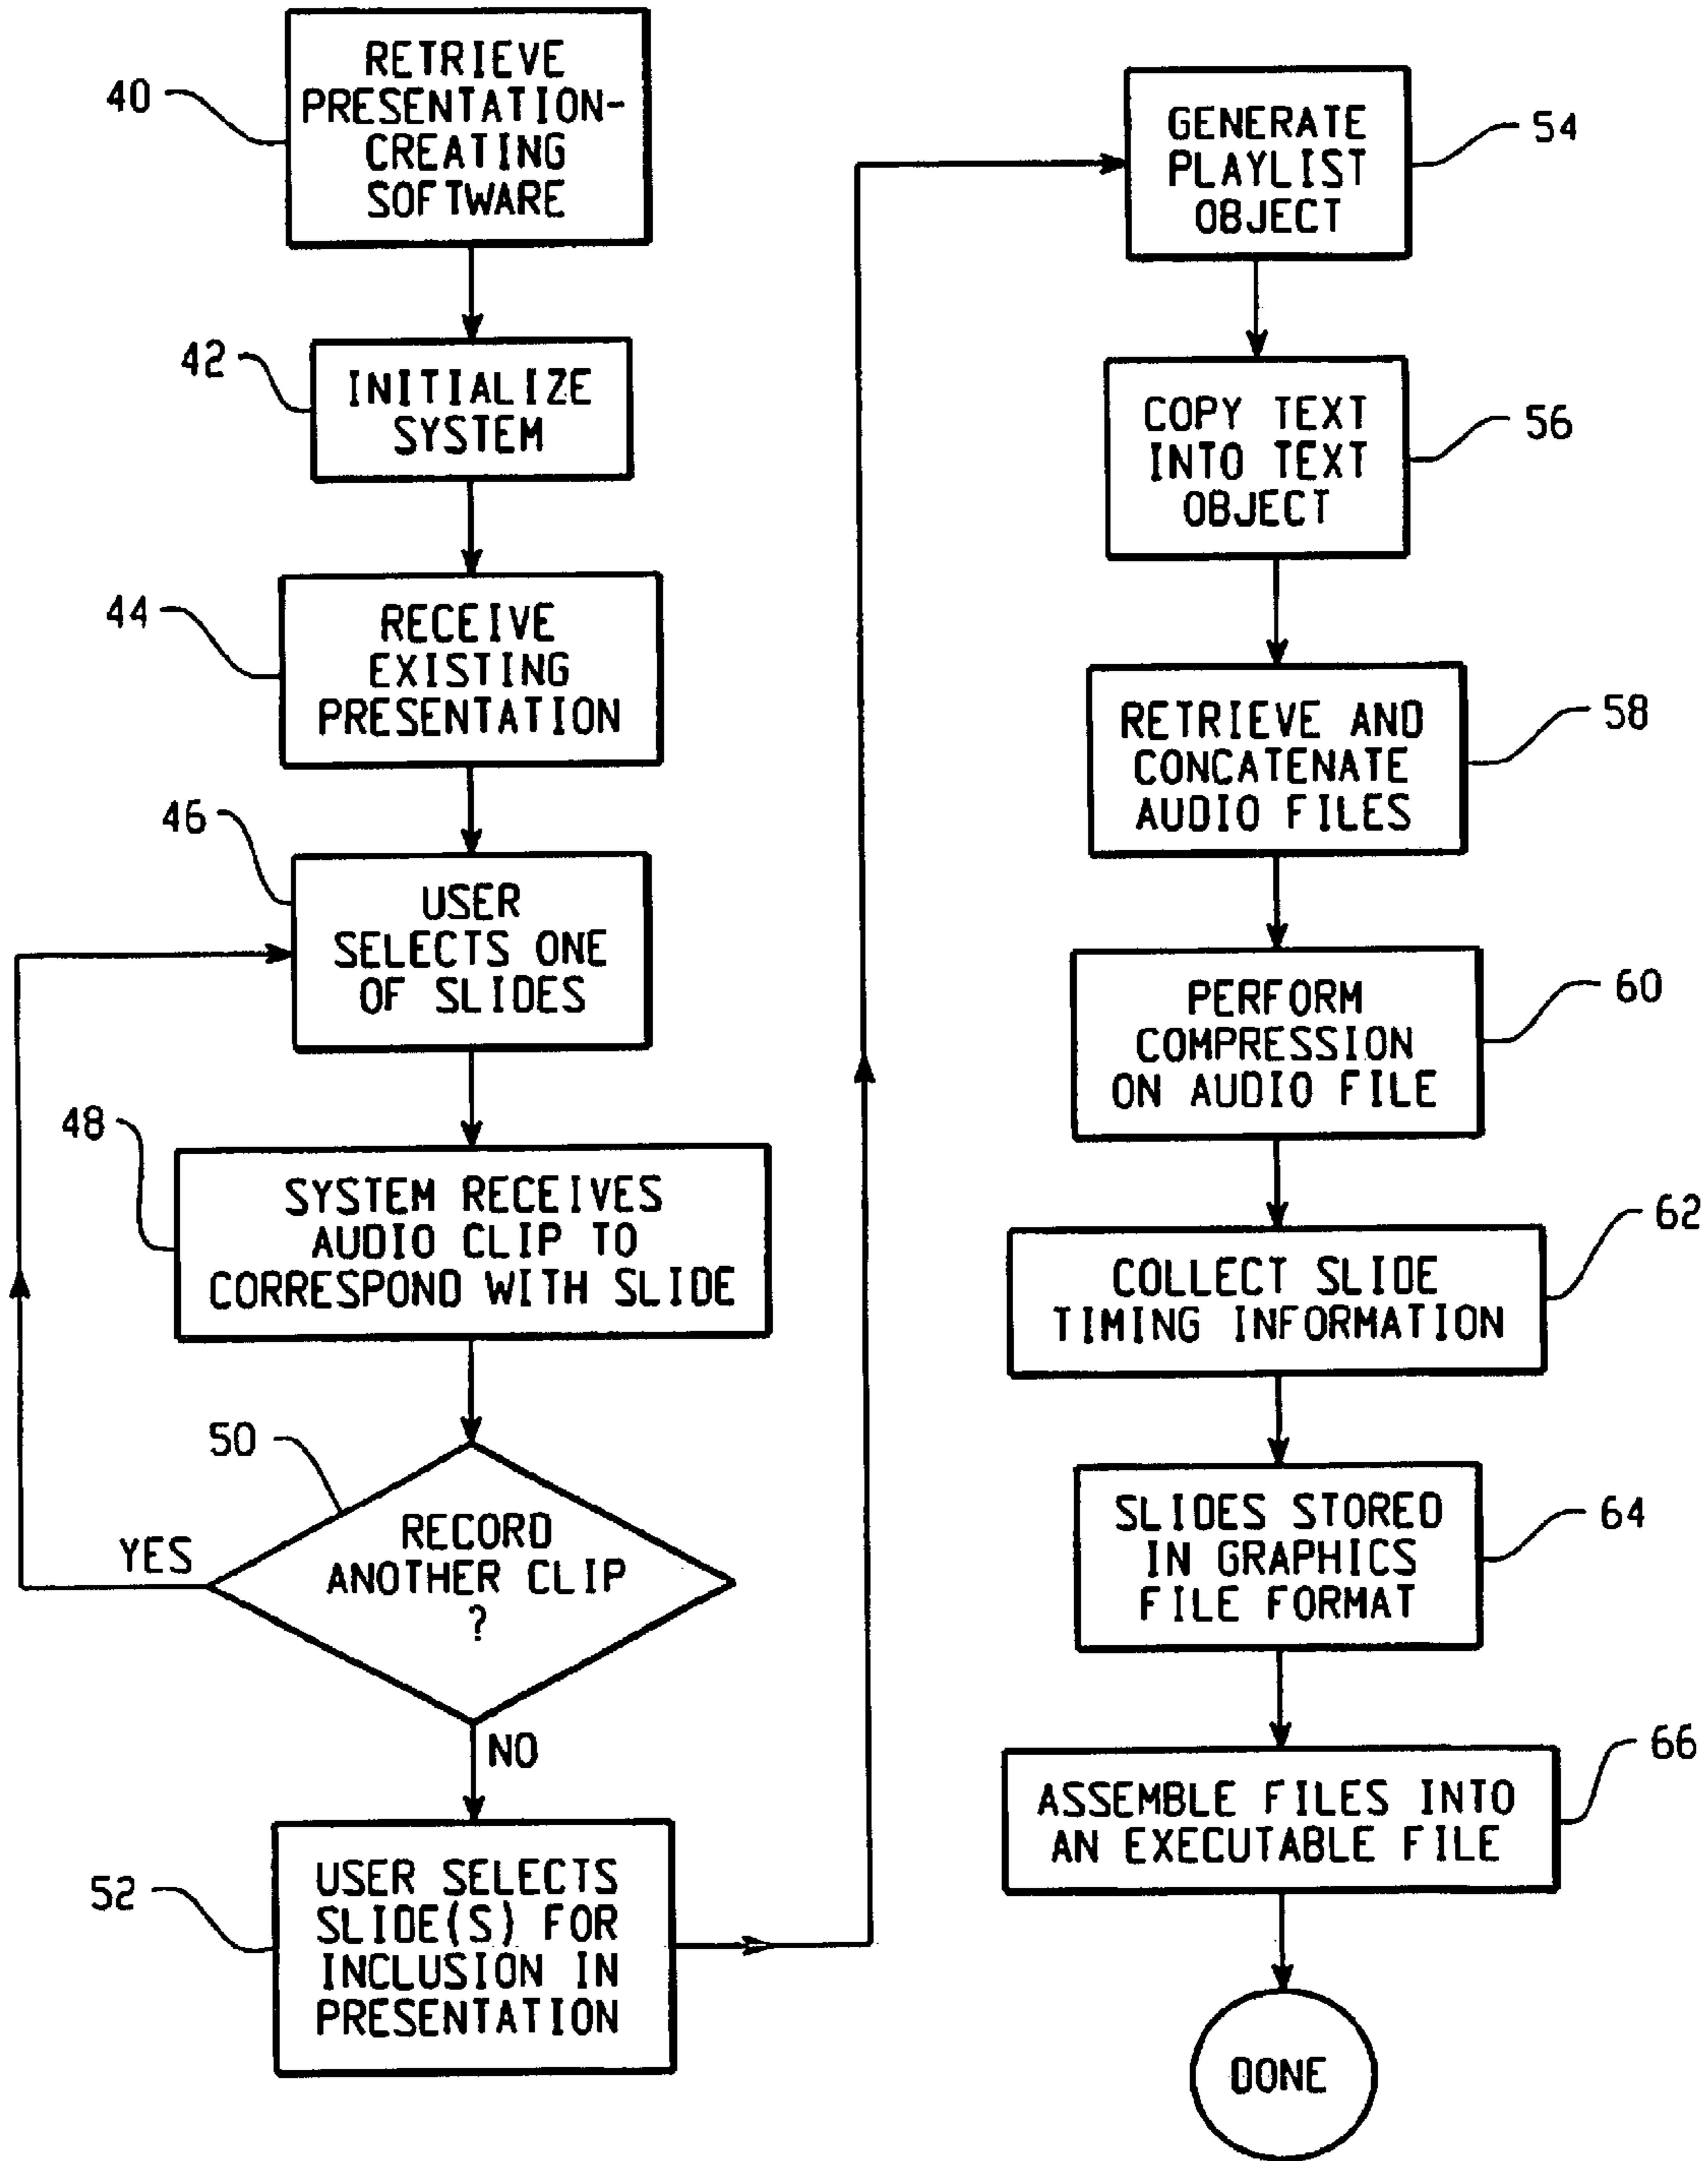 40
RETRIEVE
PRESENTATION-
CREATING
SOFTWARE
42
INITIALIZE
SYSTEM
44
RECEIVE
EXISTING
PRESENTATION
46
USER
SELECTS ONE
OF SLIDES
48
SYSTEM RECEIVES
AUDIO CLIP TO
CORRESPOND WITH SLIDE
50
RECORD
ANOTHER CLIP
?
YES
NO
52
USER SELECTS
SLIDE(S) FOR
INCLUSION IN
PRESENTATION
GENERATE
PLAYLIST
OBJECT
54
COPY TEXT
INTO TEXT
OBJECT
56
RETRIEVE AND
CONCATENATE
AUDIO FILES
58
PERFORM
COMPRESSION
ON AUDIO FILE
60
COLLECT SLIDE
TIMING INFORMATION
62
SLIDES STORED
IN GRAPHICS
FILE FORMAT
64
ASSEMBLE FILES INTO
AN EXECUTABLE FILE
66
DONE